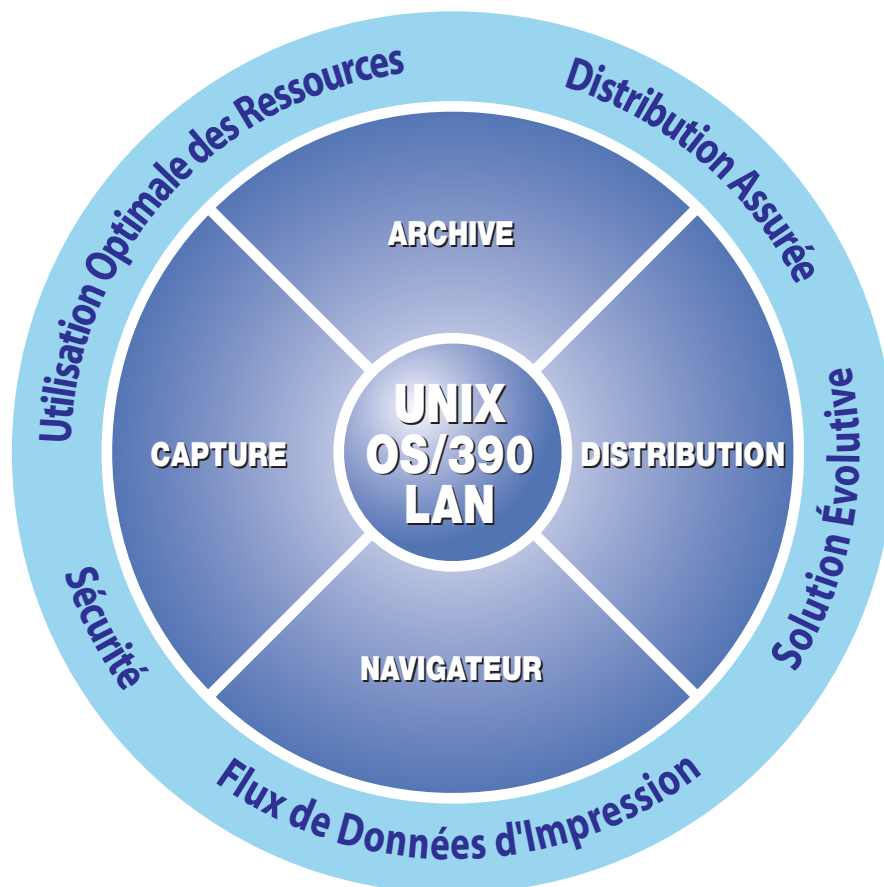 Utilisation Optimale des Ressources
Distribution Assurée
ARCHIVE
UNIX
OS/390
LAN
CAPTURE
DISTRIBUTION
Solution Évolutive
Sécurité
NAVIGATEUR
Flux de Données d'Impression